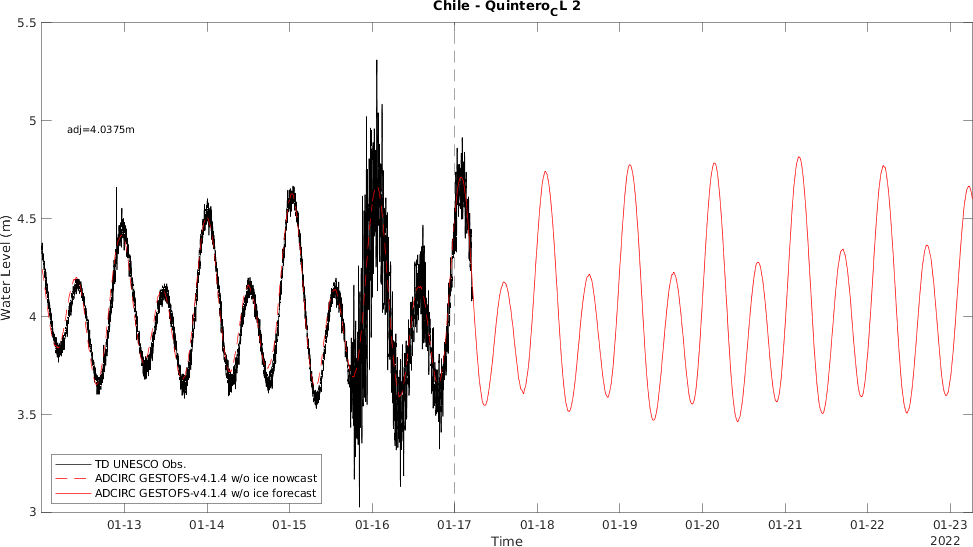 Chile - Quintero_CL 2
5.5
5
4.5
4
3.5
3
Water Level (m)
adj=4.0375m
TD UNESCO Obs.
ADCIRC GESTOFS-v4.1.4 w/o ice nowcast
ADCIRC GESTOFS-v4.1.4 w/o ice forecast
01-13 01-14 01-15 01-16 01-17 01-18 01-19 01-20 01-21 01-22 01-23
Time 2022